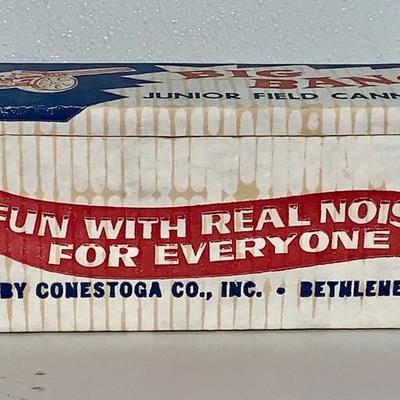 BIG BANG
JUNIOR FIELD CANN
FUN WITH REAL NOIS
FOR EVERYONE
BY CONESTOGA CO., INC. • BETHLEHE